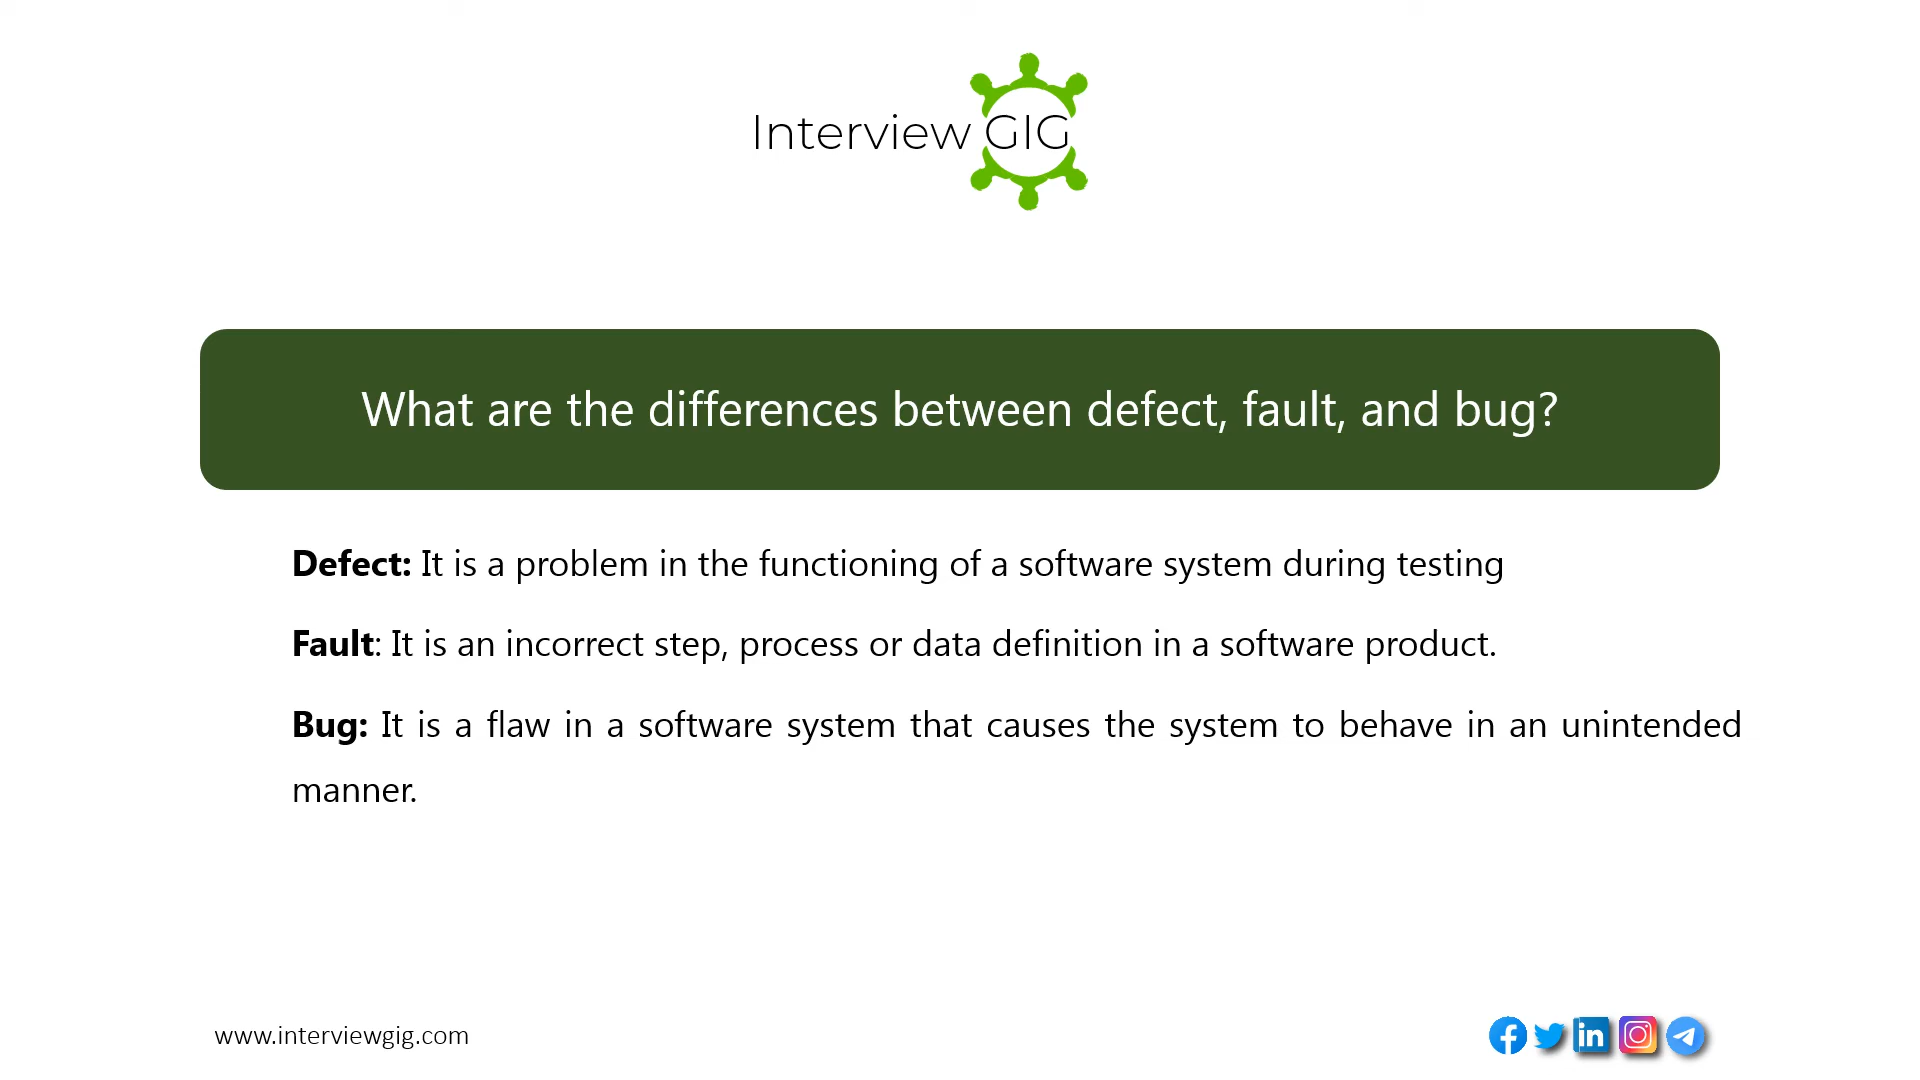 Interview GIG
What are the differences between defect, fault, and bug?
Defect: It is a problem in the functioning of a software system during testing
Fault: It is an incorrect step, process or data definition in a software product.
Bug: It is a flaw in a software system that causes the system to behave in an unintended
manner.
www.interviewgig.com
in